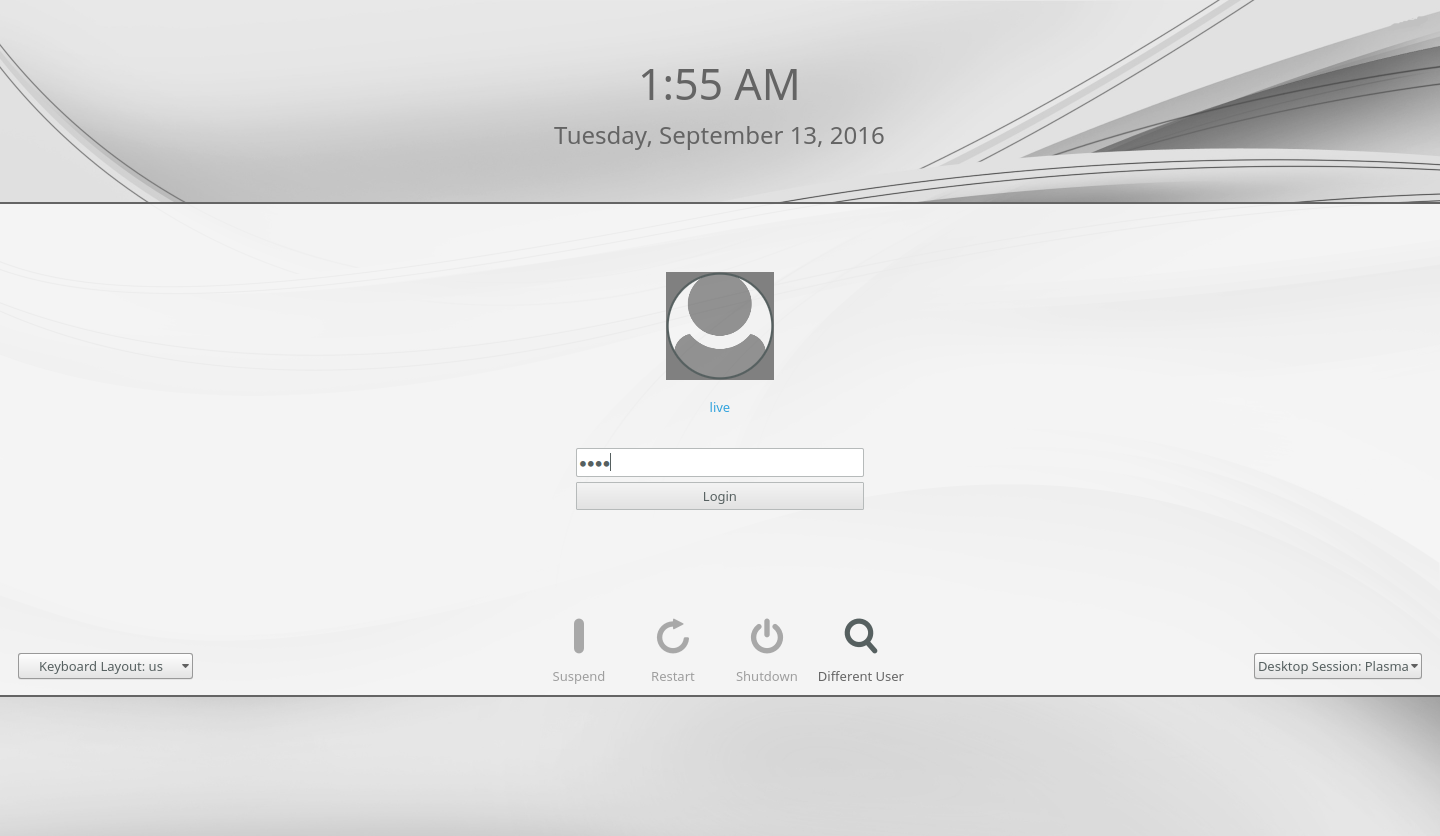 1:55 AM
Tuesday, September 13, 2016
live
Login
Suspend
Restart
Shutdown
Different User
Keyboard Layout: us
Desktop Session: Plasma